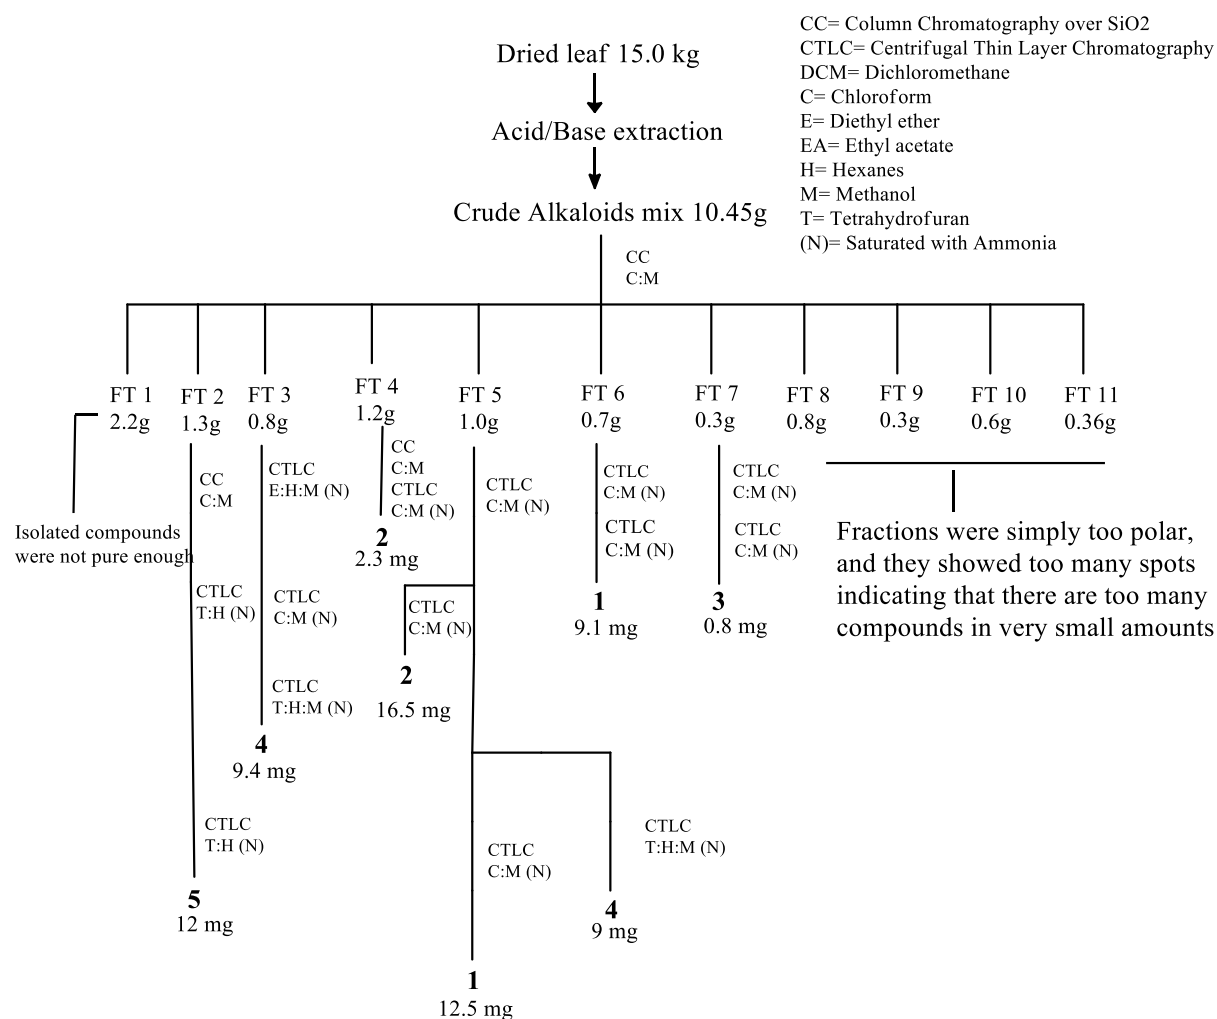 CC= Column Chromatography over SiO2
CTLC= Centrifugal Thin Layer Chromatography
DCM= Dichloromethane
C= Chloroform
E= Diethyl ether
EA= Ethyl acetate
H= Hexanes
M= Methanol
T= Tetrahydrofuran
(N)= Saturated with Ammonia
Dried leaf 15.0 kg
Acid/Base extraction
Crude Alkaloids mix 10.45g
CC
C:M
FT 1
2.2g
Isolated compounds
were not pure enough
FT 2
1.3g
CC
C:M
CTLC
T:H (N)
CTLC
T:H (N)
5
12 mg
FT 3
0.8g
CTLC
E:H:M (N)
CTLC
C:M (N)
CTLC
T:H:M (N)
4
9.4 mg
FT 4
1.2g
CC
C:M
CTLC
C:M (N)
2
2.3 mg
FT 5
1.0g
CTLC
C:M (N)
CTLC
C:M (N)
2
16.5 mg
CTLC
C:M (N)
1
12.5 mg
CTLC
T:H:M (N)
4
9 mg
FT 6
0.7g
CTLC
C:M (N)
CTLC
C:M (N)
1
9.1 mg
FT 7
0.3g
CTLC
C:M (N)
CTLC
C:M (N)
3
0.8 mg
FT 8
0.8g
FT 9
0.3g
FT 10
0.6g
FT 11
0.36g
Fractions were simply too polar,
and they showed too many spots
indicating that there are too many
compounds in very small amounts